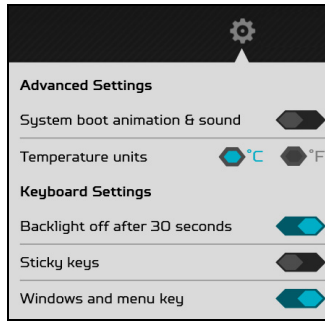 Advanced Settings
System boot animation & sound
Temperature units °C °F
Keyboard Settings
Backlight off after 30 seconds
Sticky keys
Windows and menu key